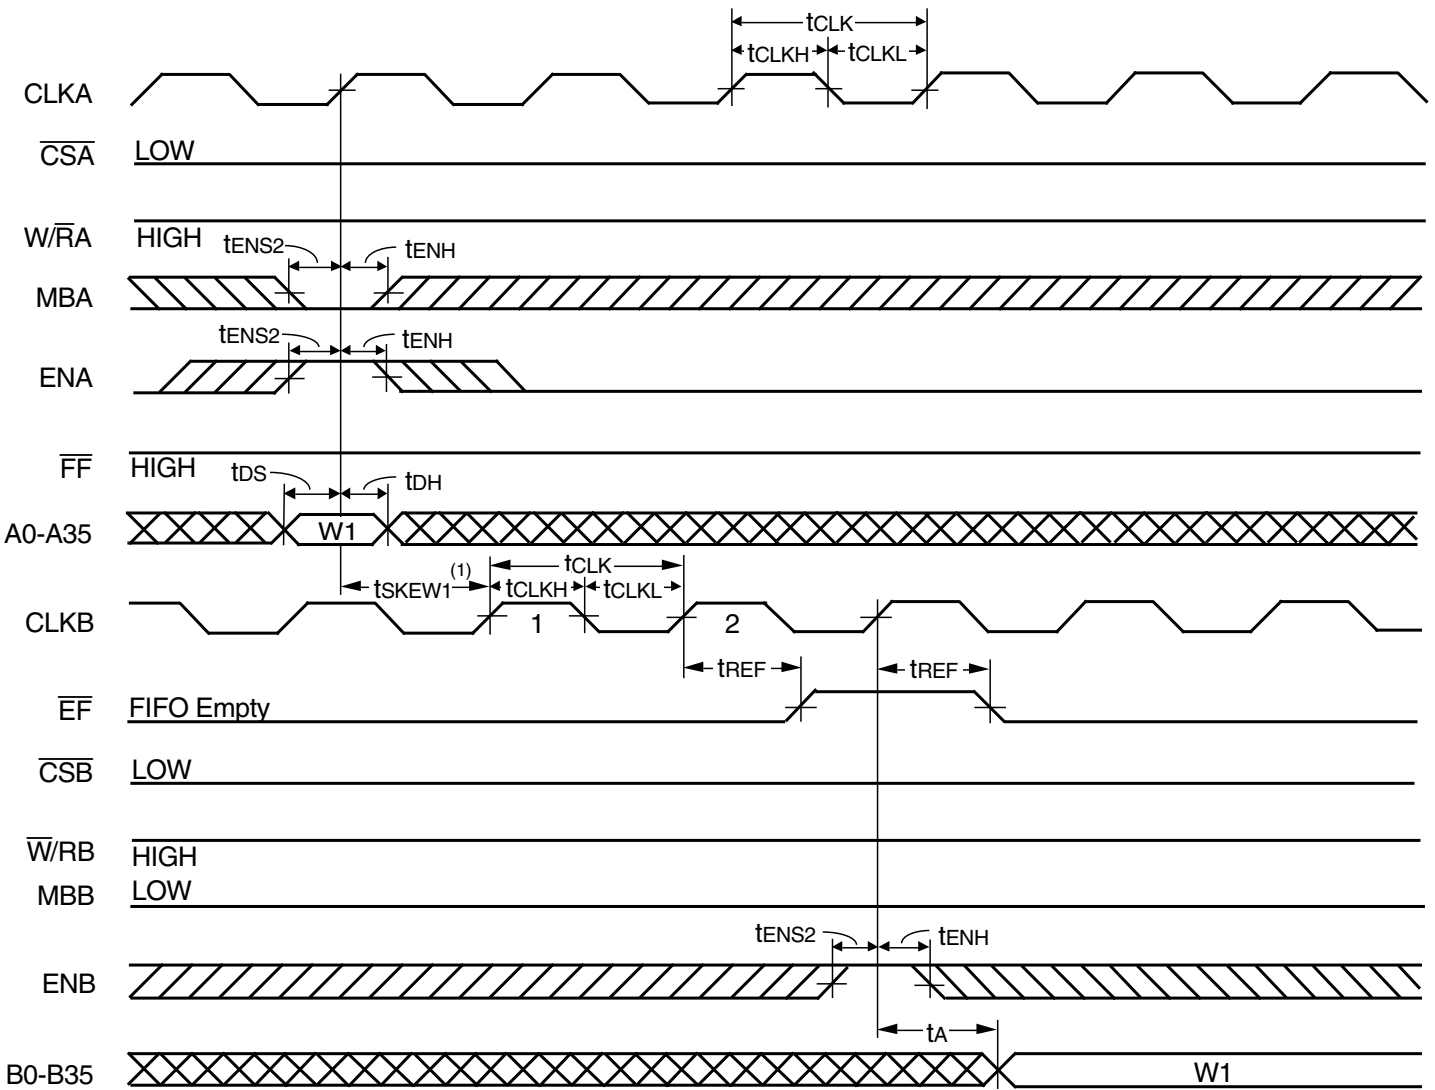 tCLK
tCLKH tCLKL
CLKA
CSA LOW
W/RA HIGH
tENS2 tENH
MBA
tENS2 tENH
ENA
FF HIGH
tDS tDH
A0-A35 W1
tSKEW1(1) tCLK
tCLKH tCLKL
CLKB 1 2
tREF tREF
EF FIFO Empty
CSB LOW
W/RB HIGH
MBB LOW
tENS2 tENH
ENB
tA
B0-B35 W1